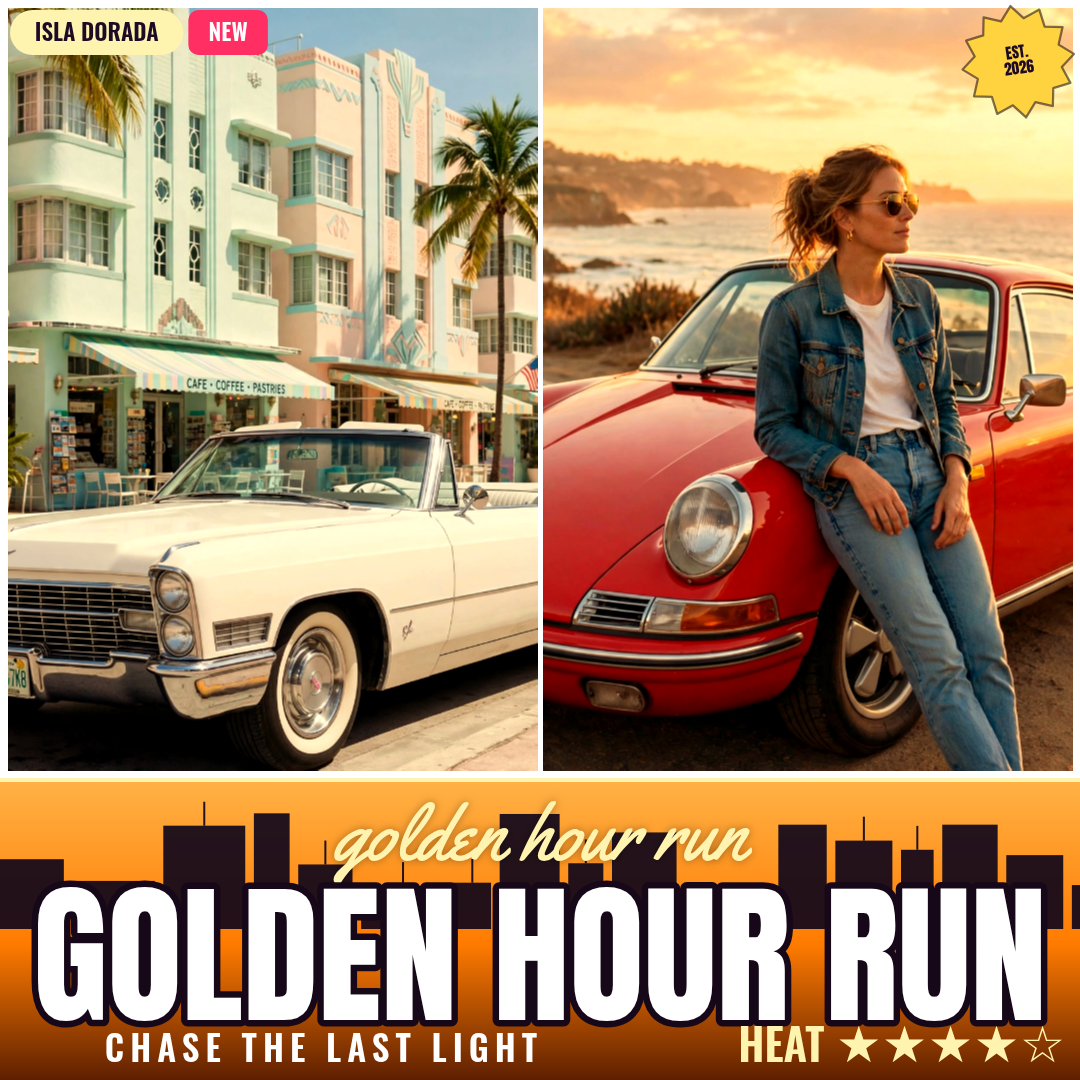 ISLA DORADA
NEW
EST.
2026
CAFE • COFFEE • PASTRIES
golden hour run
GOLDEN HOUR RUN
CHASE THE LAST LIGHT
HEAT ★★★★☆